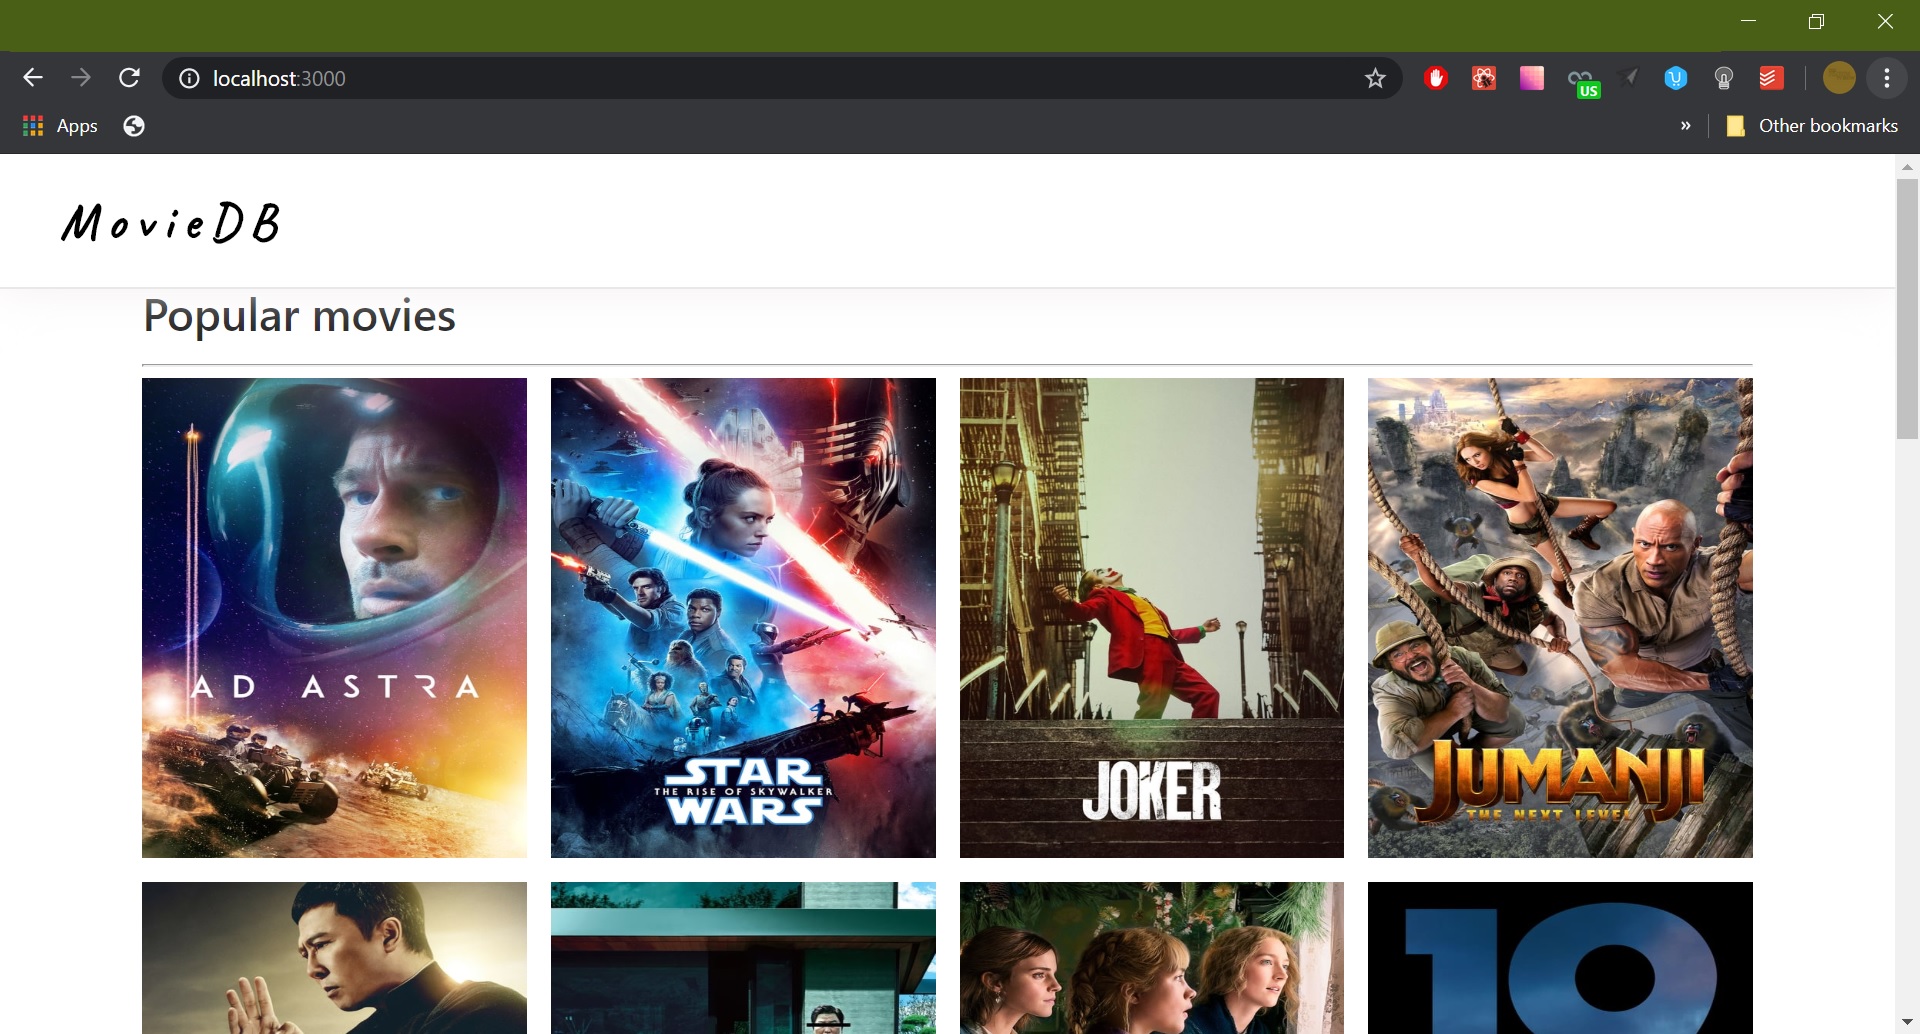 localhost:3000
US
Apps
»
Other bookmarks
MovieDB
Popular movies
AD ASTRA
STAR
THE RISE OF SKYWALKER
WARS
JOKER
JUMANJI
THE NEXT LEVEL
19